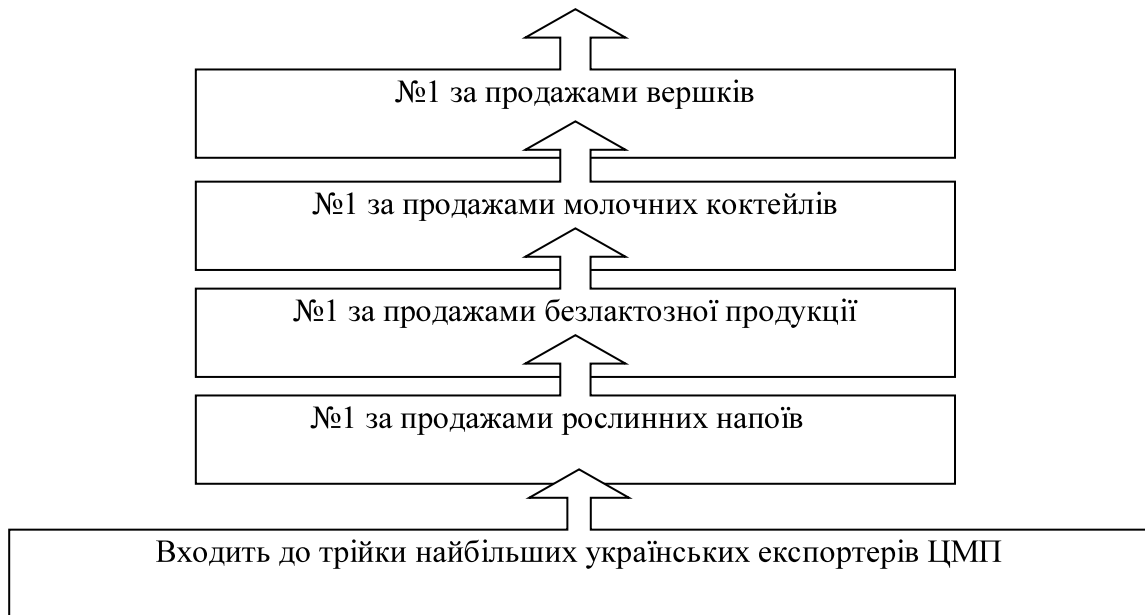 №1 за продажами вершків
№1 за продажами молочних коктейлів
№1 за продажами безлактозної продукції
№1 за продажами рослинних напоїв
Входить до трійки найбільших українських експортерів ЦМП